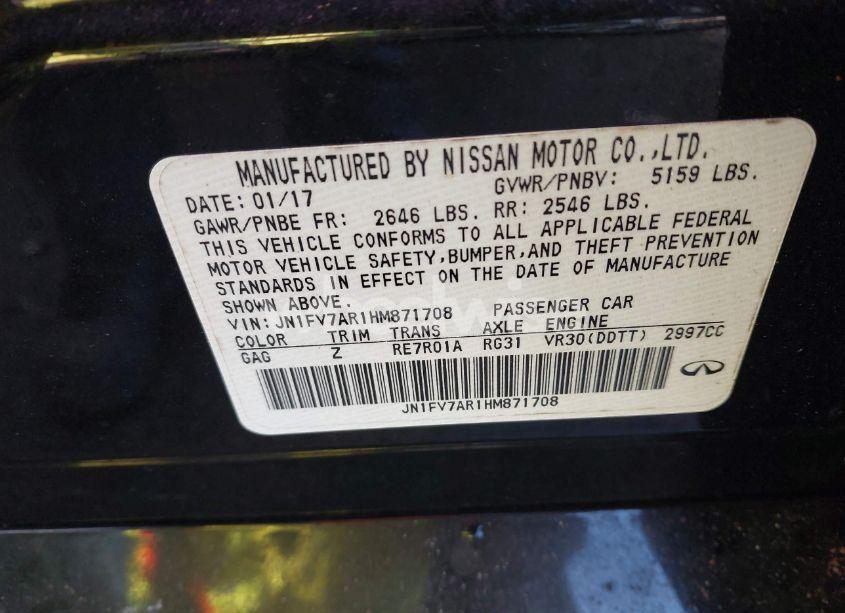 MANUFACTURED BY NISSAN MOTOR CO.,LTD.
DATE: 01/17 GVWR/PNBV: 5159 LBS.
GAWR/PNBE FR: 2646 LBS. RR: 2546 LBS.
THIS VEHICLE CONFORMS TO ALL APPLICABLE FEDERAL
MOTOR VEHICLE SAFETY,BUMPER,AND THEFT PREVENTION
STANDARDS IN EFFECT ON THE DATE OF MANUFACTURE
SHOWN ABOVE.
VIN: JN1FV7AR1HM871708 PASSENGER CAR
COLOR TRIM TRANS AXLE ENGINE
GAG Z RE7R01A RG31 VR30(DDTT) 2997CC
JN1FV7AR1HM871708